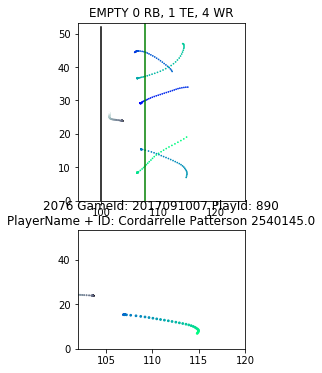 EMPTY 0 RB, 1 TE, 4 WR
50
40
30
20
10
0
100 110 120
2076 GameId: 2017091007 PlayId: 890
PlayerName + ID: Cordarrelle Patterson 2540145.0
40
20
0
105 110 115 120